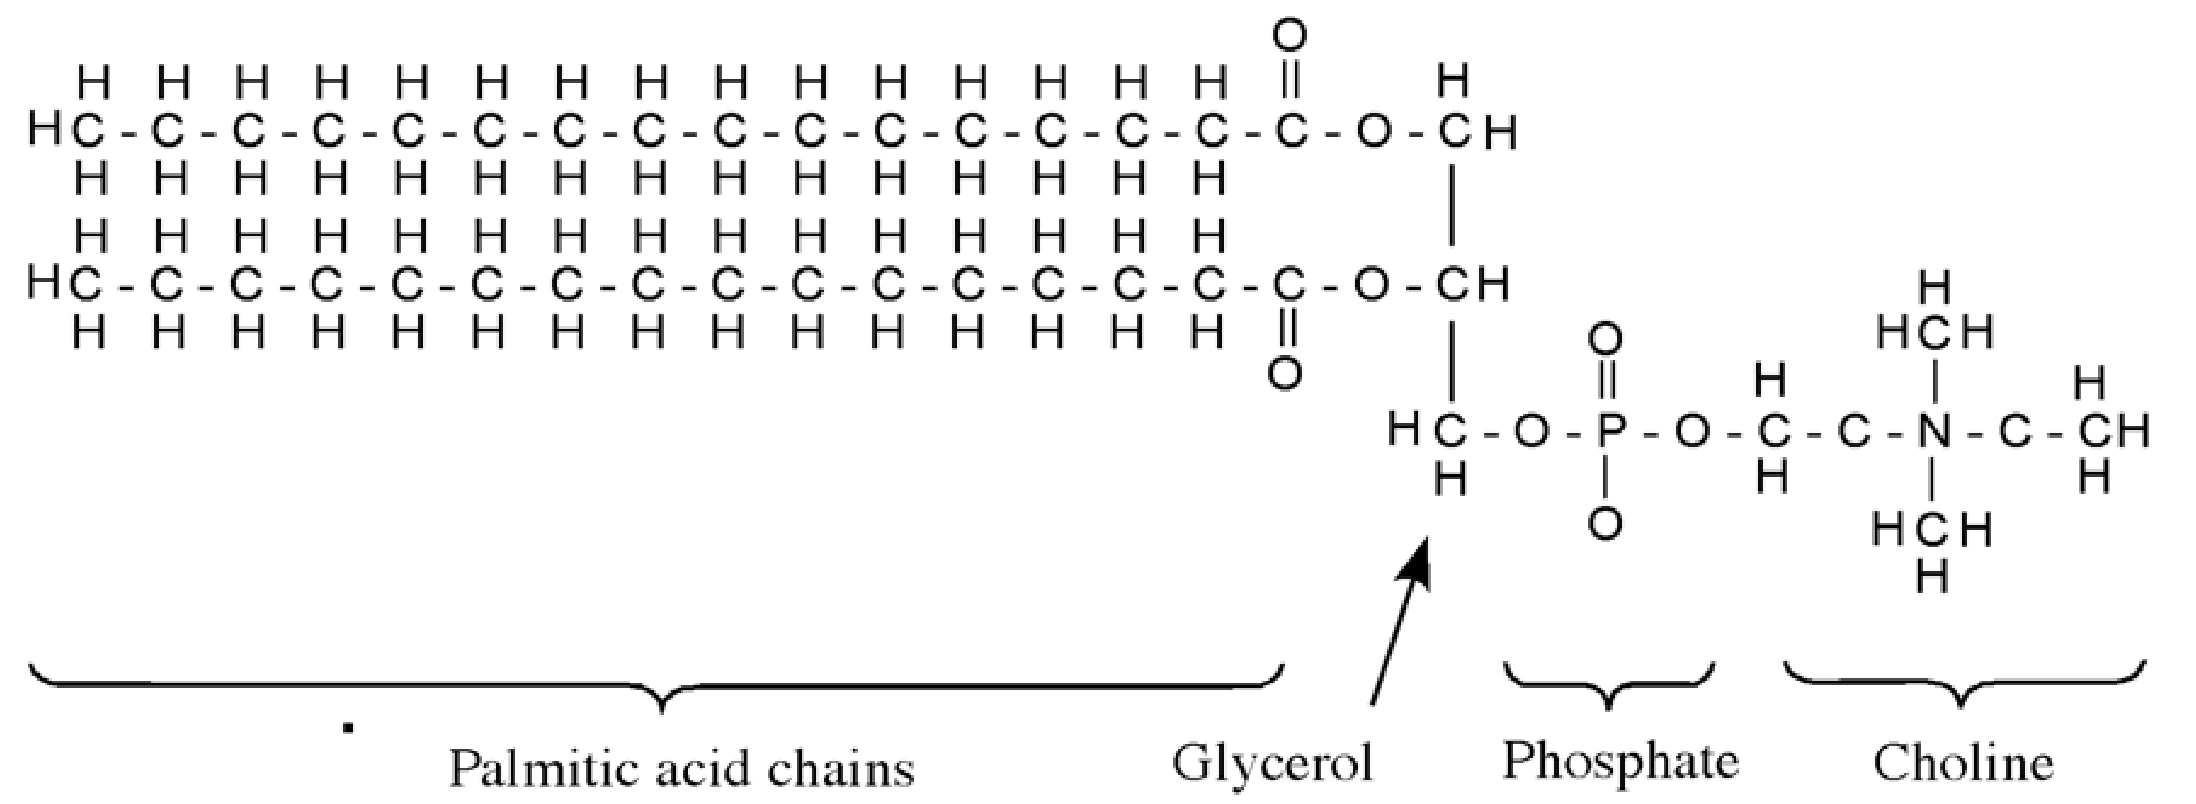 O
H H H H H H H H H H H H H H H H
HC - C - C - C - C - C - C - C - C - C - C - C - C - C - C - C - O - CH
H H H H H H H H H H H H H H H
H H H H H H H H H H H H H H H
HC - C - C - C - C - C - C - C - C - C - C - C - C - C - C - C - O - CH H
H H H H H H H H H H H H H H H O HCH
O H H
HC - O - P - O - C - C - N - C - CH
H H H
O HCH
H
Palmitic acid chains Glycerol Phosphate Choline